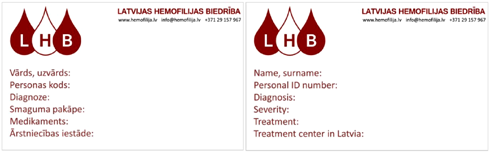 LATVIJAS HEMOFILIJAS BIEDRĪBA
www.hemofilija.lv info@hemofilija.lv +371 29 157 967
L H B
Vārds, uzvārds:
Personas kods:
Diagnoze:
Smaguma pakāpe:
Medikaments:
Ārstniecības iestāde:
LATVIJAS HEMOFILIJAS BIEDRĪBA
www.hemofilija.lv info@hemofilija.lv +371 29 157 967
L H B
Name, surname:
Personal ID number:
Diagnosis:
Severity:
Treatment:
Treatment center in Latvia: